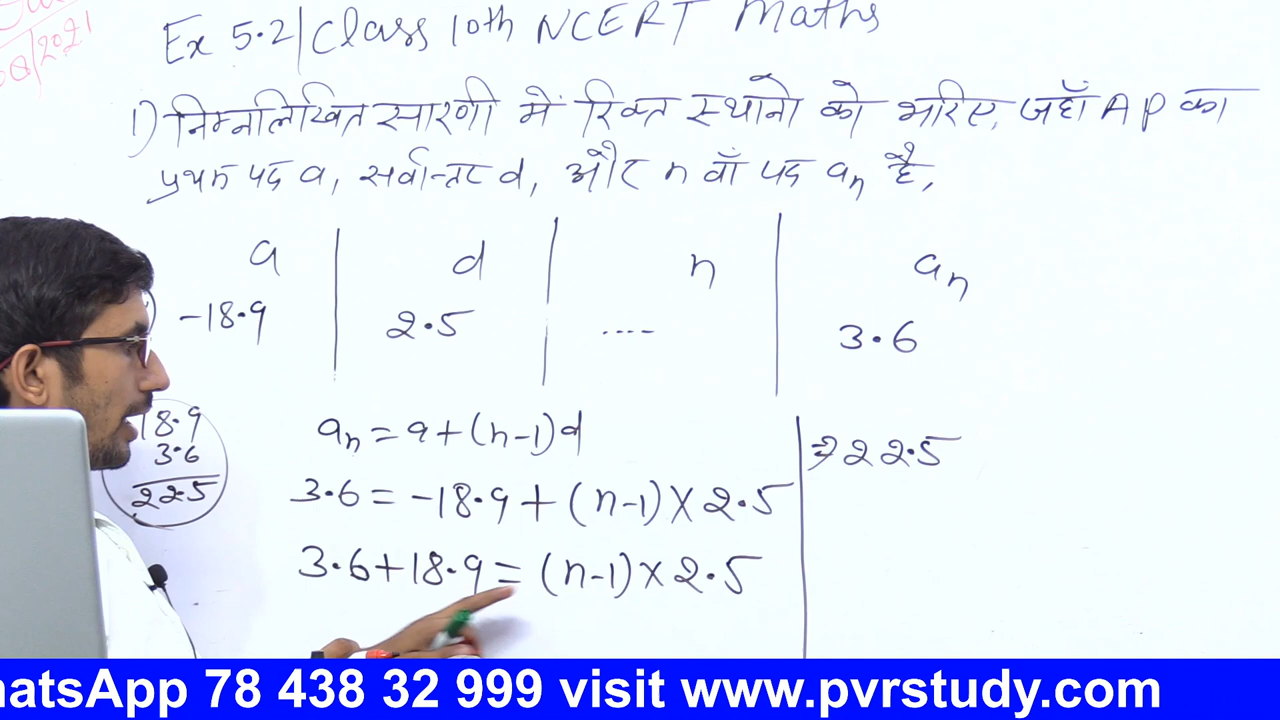 08/2021
Ex 5.2 | Class 10th NCERT Maths
1) निम्नलिखित सारणी में रिक्त स्थानो को भरिए, जहाँ AP का
प्रथम पद a, सर्वान्तर d, और n वाँ पद an है,
a | d | n | an
-18.9 | 2.5 | .... | 3.6
18.9
3.6
22.5
an = a + (n-1)d
3.6 = -18.9 + (n-1) × 2.5
3.6 + 18.9 = (n-1) × 2.5
⇒ 22.5
hatsApp 78 438 32 999 visit www.pvrstudy.com